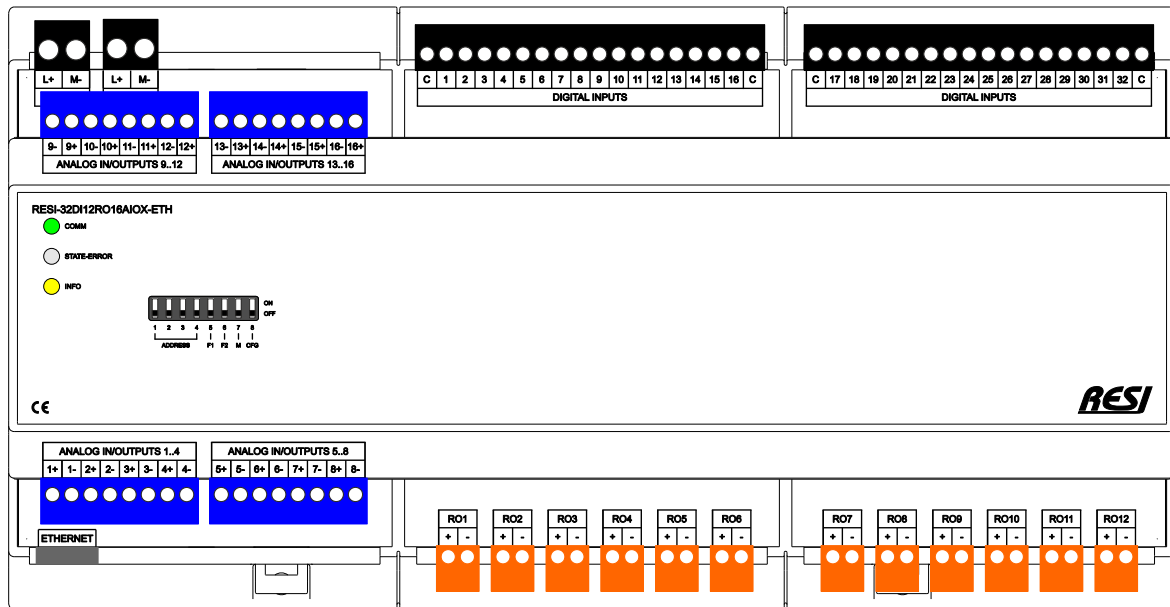 L+ M- L+ M-
C 1 2 3 4 5 6 7 8 9 10 11 12 13 14 15 16 C
DIGITAL INPUTS
C 17 18 19 20 21 22 23 24 25 26 27 28 29 30 31 32 C
DIGITAL INPUTS
9- 9+ 10- 10+ 11- 11+ 12- 12+
ANALOG IN/OUTPUTS 9..12
13- 13+ 14- 14+ 15- 15+ 16- 16+
ANALOG IN/OUTPUTS 13..16
RESI-32DI12RO16AIOX-ETH
COMM
STATE-ERROR
INFO
ON
OFF
1 2 3 4 5 6 7 8
ADDRESS F1 F2 M CFG
CE
RESI
ANALOG IN/OUTPUTS 1..4
1+ 1- 2+ 2- 3+ 3- 4+ 4-
ANALOG IN/OUTPUTS 5..8
5+ 5- 6+ 6- 7+ 7- 8+ 8-
ETHERNET
RO1 RO2 RO3 RO4 RO5 RO6
+ - + - + - + - + - + -
RO7 RO8 RO9 RO10 RO11 RO12
+ - + - + - + - + - + -